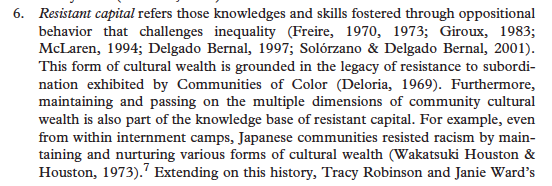 6. Resistant capital refers those knowledges and skills fostered through oppositional
behavior that challenges inequality (Freire, 1970, 1973; Giroux, 1983;
McLaren, 1994; Delgado Bernal, 1997; Solórzano & Delgado Bernal, 2001).
This form of cultural wealth is grounded in the legacy of resistance to subordi-
nation exhibited by Communities of Color (Deloria, 1969). Furthermore,
maintaining and passing on the multiple dimensions of community cultural
wealth is also part of the knowledge base of resistant capital. For example, even
from within internment camps, Japanese communities resisted racism by main-
taining and nurturing various forms of cultural wealth (Wakatsuki Houston &
Houston, 1973).7 Extending on this history, Tracy Robinson and Janie Ward's